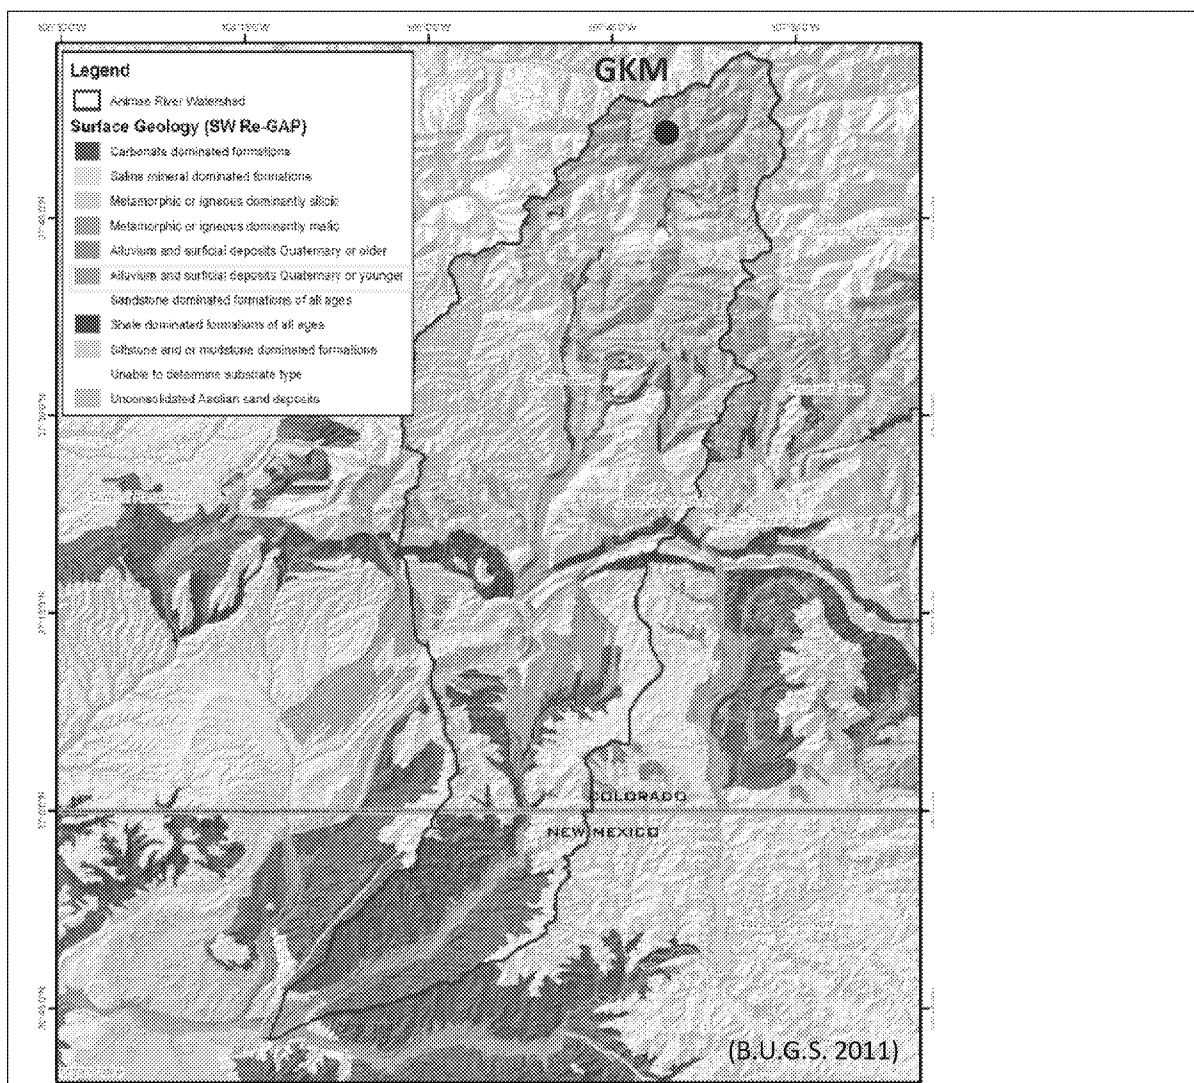 GKM
Legend
Animas River Watershed
Surface Geology (SW Re-GAP)
Carbonate dominated formations
Saline mineral dominated formations
Metamorphic or igneous dominantly silicic
Metamorphic or igneous dominantly mafic
Alluvium and surficial deposits Quaternary or older
Alluvium and surficial deposits Quaternary or younger
Sandstone dominated formations of all ages
Shale dominated formations of all ages
Siltstone and or mudstone dominated formations
Unable to determine substrate type
Unconsolidated Aeolian sand deposits
COLORADO
NEW MEXICO
(B.U.G.S. 2011)